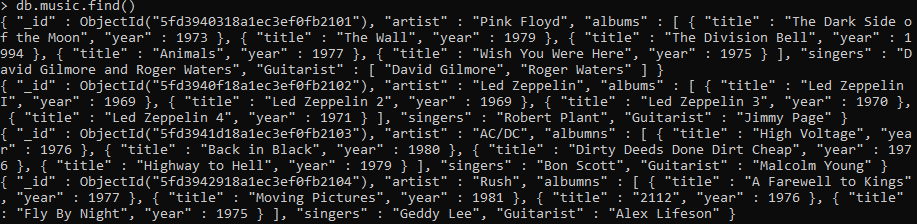 > db.music.find()
{ "_id" : ObjectId("5fd3940318a1ec3ef0fb2101"), "artist" : "Pink Floyd", "albums" : [ { "title" : "The Dark Side o
f the Moon", "year" : 1973 }, { "title" : "The Wall", "year" : 1979 }, { "title" : "The Division Bell", "year" : 1
994 }, { "title" : "Animals", "year" : 1977 }, { "title" : "Wish You Were Here", "year" : 1975 } ], "singers" : "D
avid Gilmore and Roger Waters", "Guitarist" : [ "David Gilmore", "Roger Waters" ] }
{ "_id" : ObjectId("5fd3940f18a1ec3ef0fb2102"), "artist" : "Led Zeppelin", "album" : [ { "title" : "Led Zeppelin
I", "year" : 1969 }, { "title" : "Led Zeppelin 2", "year" : 1969 }, { "title" : "Led Zeppelin 3", "year" : 1970 },
 { "title" : "Led Zeppelin 4", "year" : 1971 } ], "singers" : "Robert Plant", "Guitarist" : "Jimmy Page" }
{ "_id" : ObjectId("5fd3941d18a1ec3ef0fb2103"), "artist" : "AC/DC", "albumns" : [ { "title" : "High Voltage", "yea
r" : 1976 }, { "title" : "Back in Black", "year" : 1980 }, { "title" : "Dirty Deeds Done Dirt Cheap", "year" : 197
6 }, { "title" : "Highway to Hell", "year" : 1979 } ], "singers" : "Bon Scott", "Guitarist" : "Malcolm Young" }
{ "_id" : ObjectId("5fd3942918a1ec3ef0fb2104"), "artist" : "Rush", "albumns" : [ { "title" : "A Farewell to Kings"
, "year" : 1977 }, { "title" : "Moving Pictures", "year" : 1981 }, { "title" : "2112", "year" : 1976 }, { "title"
: "Fly By Night", "year" : 1975 } ], "singers" : "Geddy Lee", "Guitarist" : "Alex Lifeson" }